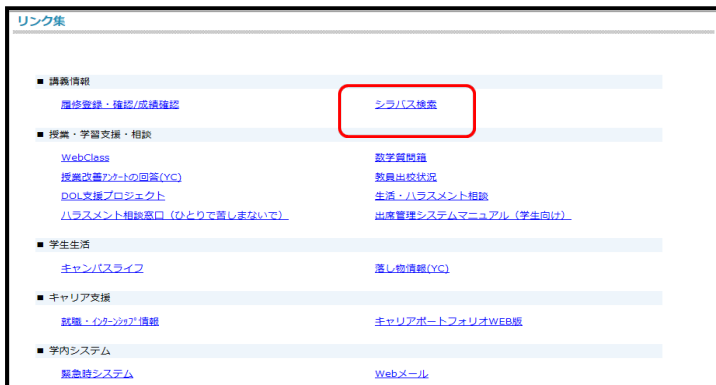 リンク集
■ 講義情報
履修登録・確認/成績確認 シラバス検索
■ 授業・学習支援・相談
WebClass 数学質問箱
授業改善ｱﾝｹｰﾄの回答(YC) 教員出校状況
DOL支援プロジェクト 生活・ハラスメント相談
ハラスメント相談窓口（ひとりで苦しまないで） 出席管理システムマニュアル（学生向け）
■ 学生生活
キャンパスライフ 落し物情報(YC)
■ キャリア支援
就職・ｲﾝﾀｰﾝｼｯﾌﾟ情報 キャリアポートフォリオWEB版
■ 学内システム
緊急時システム Webメール